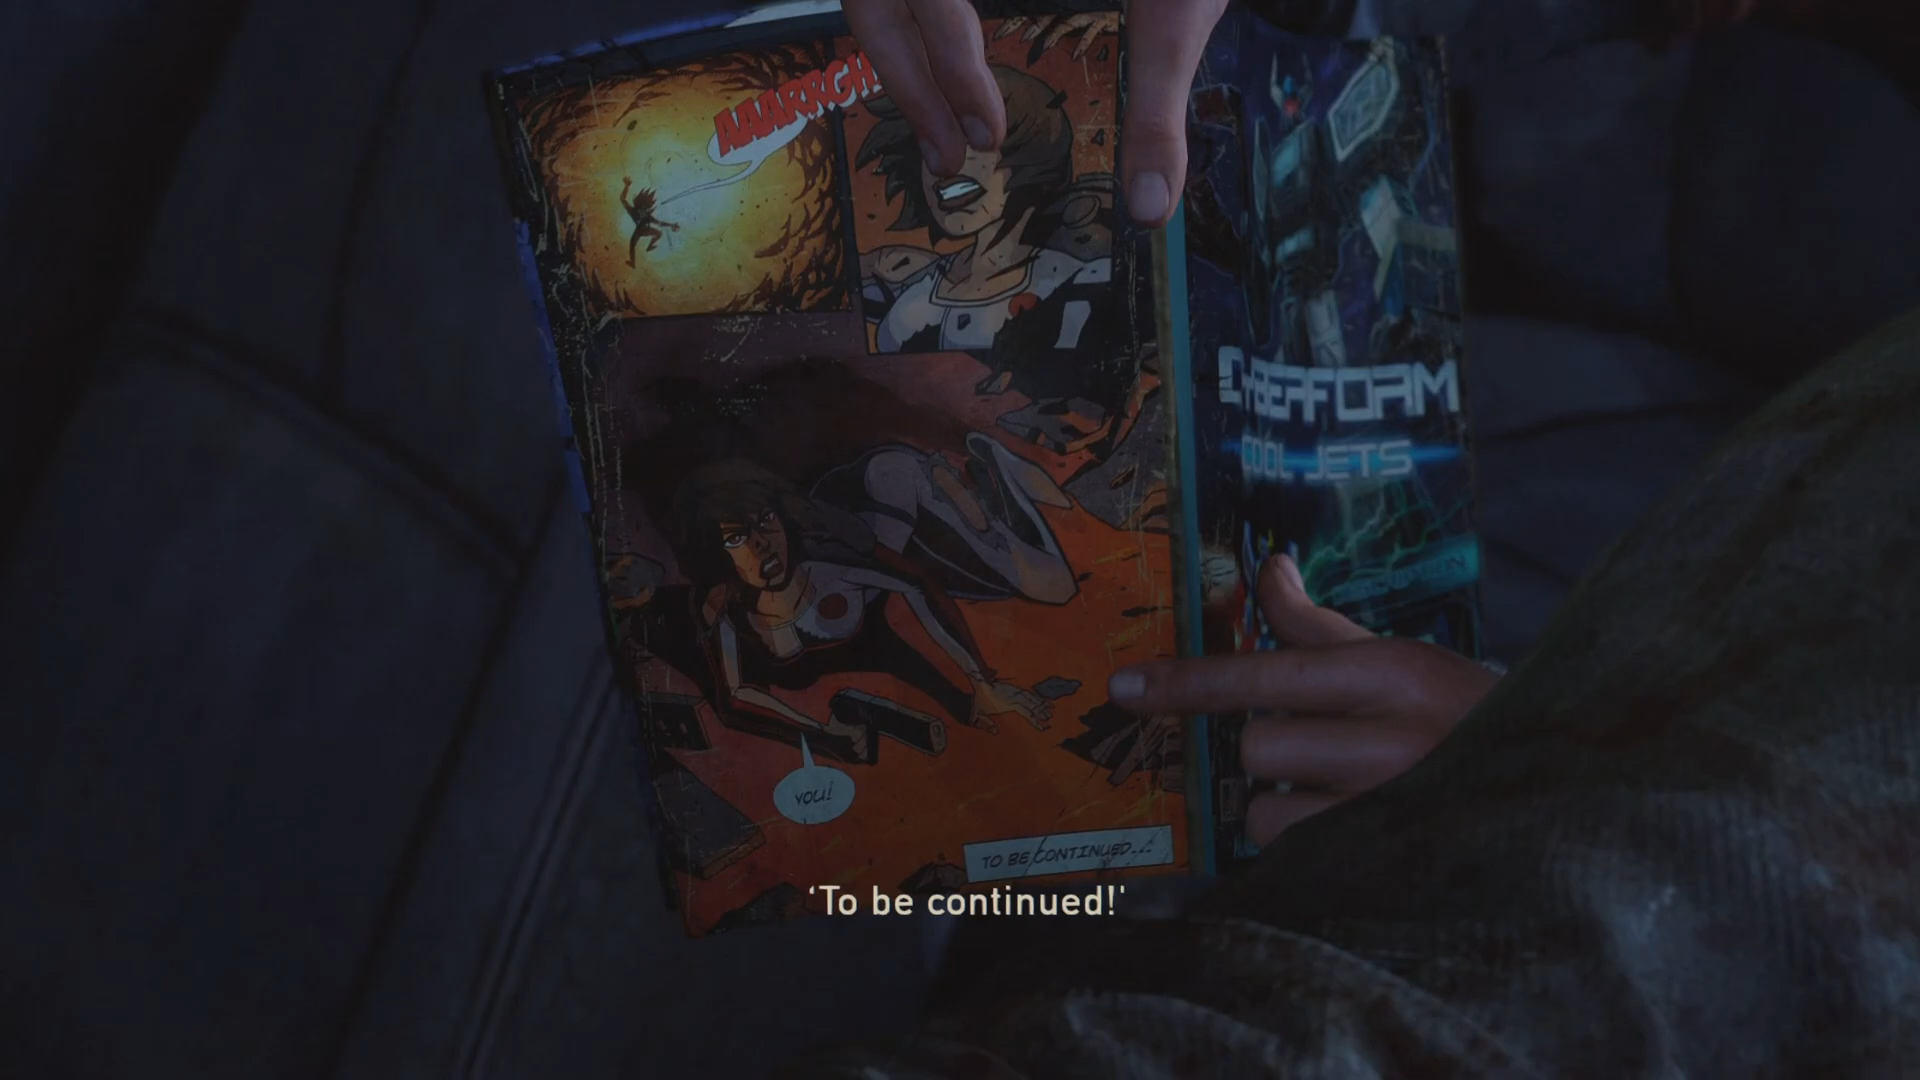 AAARRGH!
CYBERFORM
COOL JETS
YOU!
TO BE CONTINUED...
‘To be continued!'